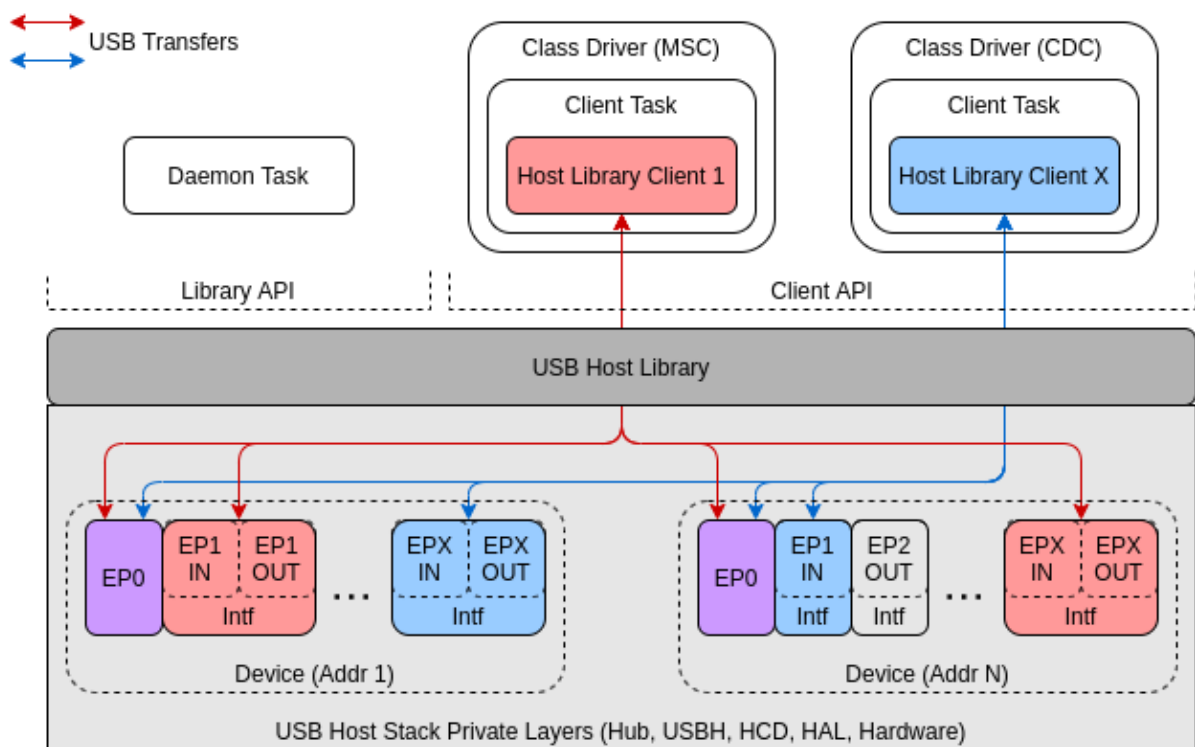 USB Transfers
Class Driver (MSC)
Class Driver (CDC)
Client Task
Client Task
Daemon Task
Host Library Client 1
Host Library Client X
Library API
Client API
USB Host Library
EP0
EP1
IN
EP1
OUT
Intf
...
EPX
IN
EPX
OUT
Intf
Device (Addr 1)
EP0
EP1
IN
Intf
EP2
OUT
Intf
...
EPX
IN
EPX
OUT
Intf
Device (Addr N)
USB Host Stack Private Layers (Hub, USBH, HCD, HAL, Hardware)